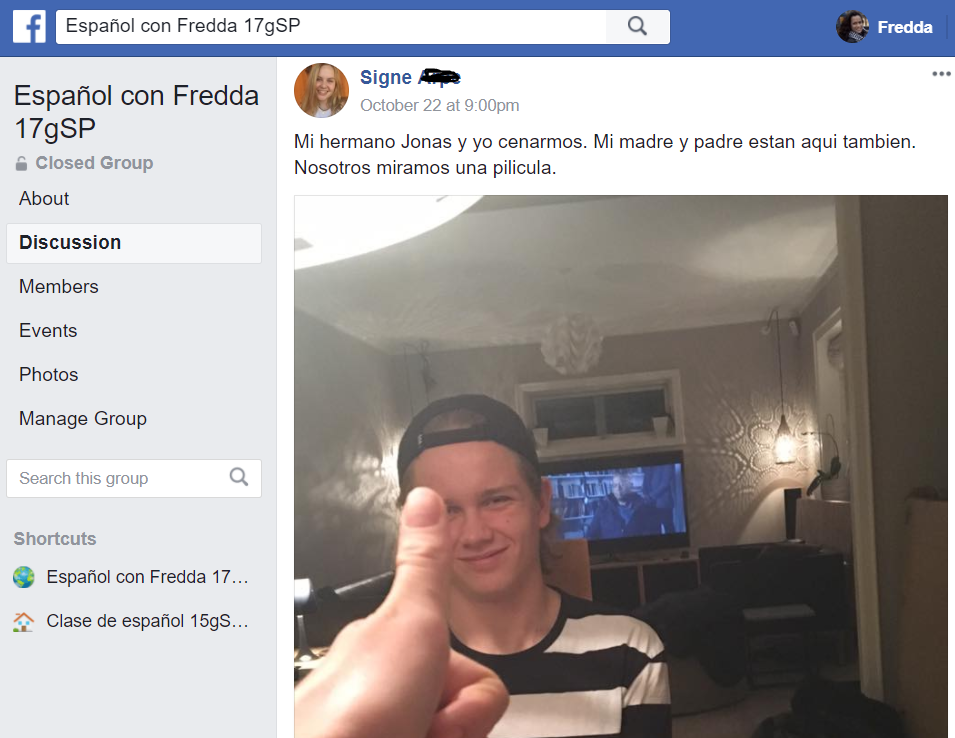 Español con Fredda 17gSP
Fredda
Español con Fredda
17gSP
Closed Group
About
Discussion
Members
Events
Photos
Manage Group
Search this group
Shortcuts
Español con Fredda 17…
Clase de español 15gS…
Signe
October 22 at 9:00pm
Mi hermano Jonas y yo cenarmos. Mi madre y padre estan aqui tambien.
Nosotros miramos una pilicula.